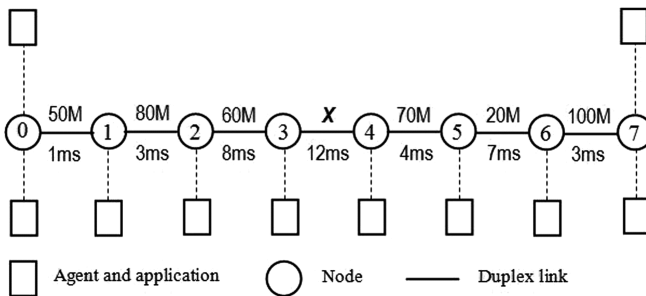 50M 80M 60M X 70M 20M 100M
0 1 2 3 4 5 6 7
1ms 3ms 8ms 12ms 4ms 7ms 3ms
Agent and application Node Duplex link